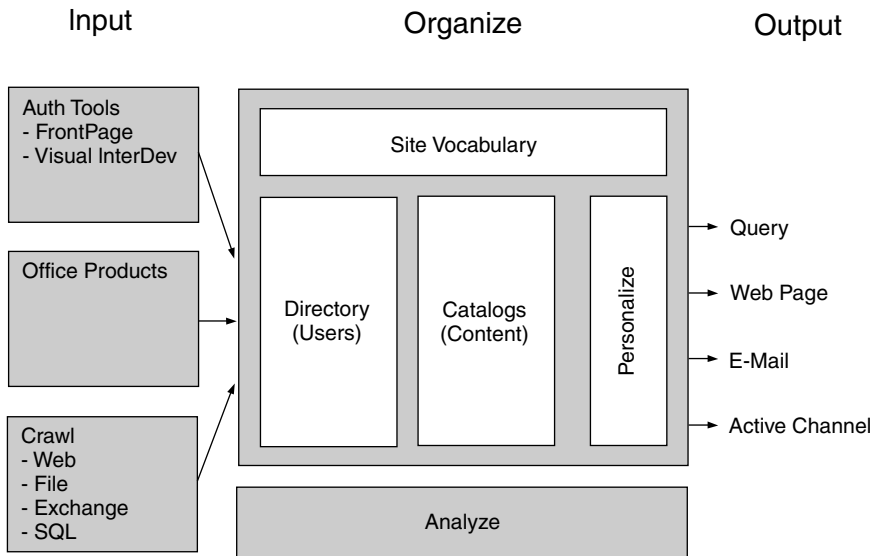 Input
Organize
Output
Auth Tools
- FrontPage
- Visual InterDev
Office Products
Crawl
- Web
- File
- Exchange
- SQL
Site Vocabulary
Directory
(Users)
Catalogs
(Content)
Personalize
Analyze
Query
Web Page
E-Mail
Active Channel